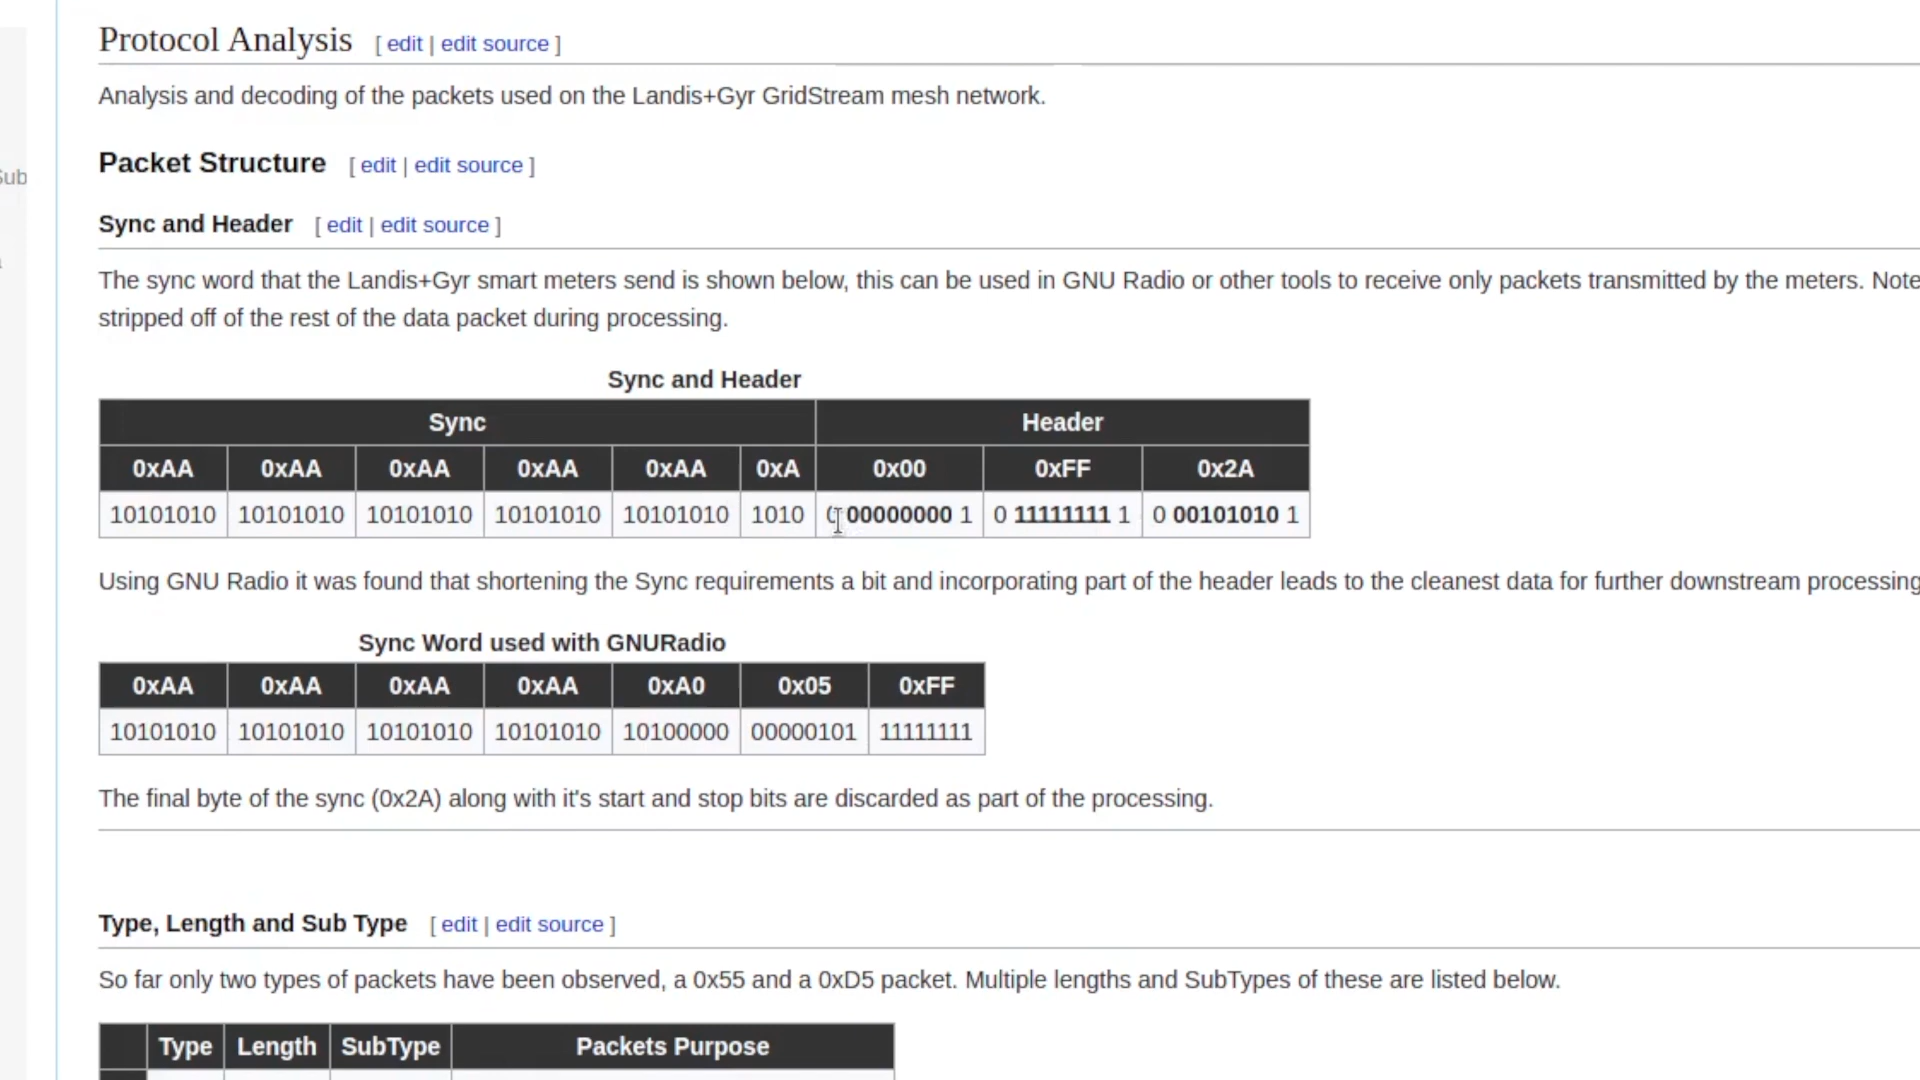 Protocol Analysis [ edit | edit source ]
Analysis and decoding of the packets used on the Landis+Gyr GridStream mesh network.
Packet Structure [ edit | edit source ]
Sync and Header [ edit | edit source ]
The sync word that the Landis+Gyr smart meters send is shown below, this can be used in GNU Radio or other tools to receive only packets transmitted by the meters. Note
stripped off of the rest of the data packet during processing.
Sync and Header
Sync Header
0xAA 0xAA 0xAA 0xAA 0xAA 0xA 0x00 0xFF 0x2A
10101010 10101010 10101010 10101010 10101010 1010 0 00000000 1 0 11111111 1 0 00101010 1
Using GNU Radio it was found that shortening the Sync requirements a bit and incorporating part of the header leads to the cleanest data for further downstream processing
Sync Word used with GNURadio
0xAA 0xAA 0xAA 0xAA 0xA0 0x05 0xFF
10101010 10101010 10101010 10101010 10100000 00000101 11111111
The final byte of the sync (0x2A) along with it's start and stop bits are discarded as part of the processing.
Type, Length and Sub Type [ edit | edit source ]
So far only two types of packets have been observed, a 0x55 and a 0xD5 packet. Multiple lengths and SubTypes of these are listed below.
Type Length SubType Packets Purpose